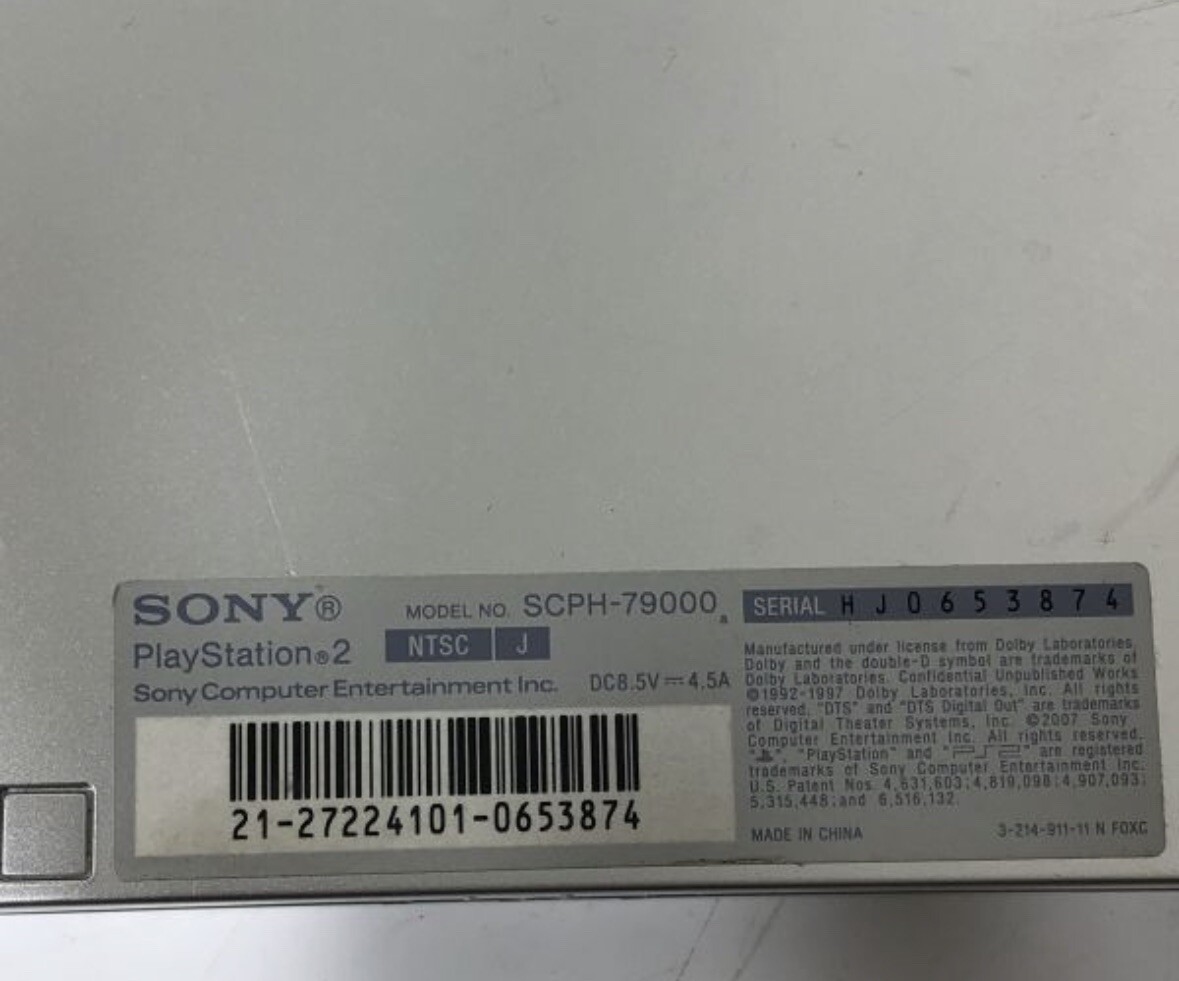 SONY®
MODEL NO. SCPH-79000 a
PlayStation®2
NTSC J
Sony Computer Entertainment Inc.
DC8.5V⎓4.5A
21-27224101-0653874
SERIAL H J 0 6 5 3 8 7 4
Manufactured under license from Dolby Laboratories.
Dolby and the double-D symbol are trademarks of
Dolby Laboratories. Confidential Unpublished Works
©1992-1997 Dolby Laboratories, Inc. All rights
reserved. "DTS" and "DTS Digital Out" are trademarks
of Digital Theater Systems, Inc. ©2007 Sony
Computer Entertainment Inc. All rights reserved.
"", "PlayStation" and "PS2" are registered
trademarks of Sony Computer Entertainment Inc.
U.S. Patent Nos. 4,631,603;4,819,098;4,907,093;
5,315,448;and 6,516,132.
MADE IN CHINA
3-214-911-11 N FOXC